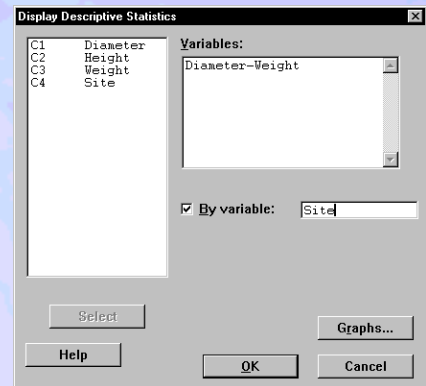 Display Descriptive Statistics
C1 Diameter
C2 Height
C3 Weight
C4 Site
Variables:
Diameter-Weight
By variable: Site
Select
Graphs...
Help
OK
Cancel